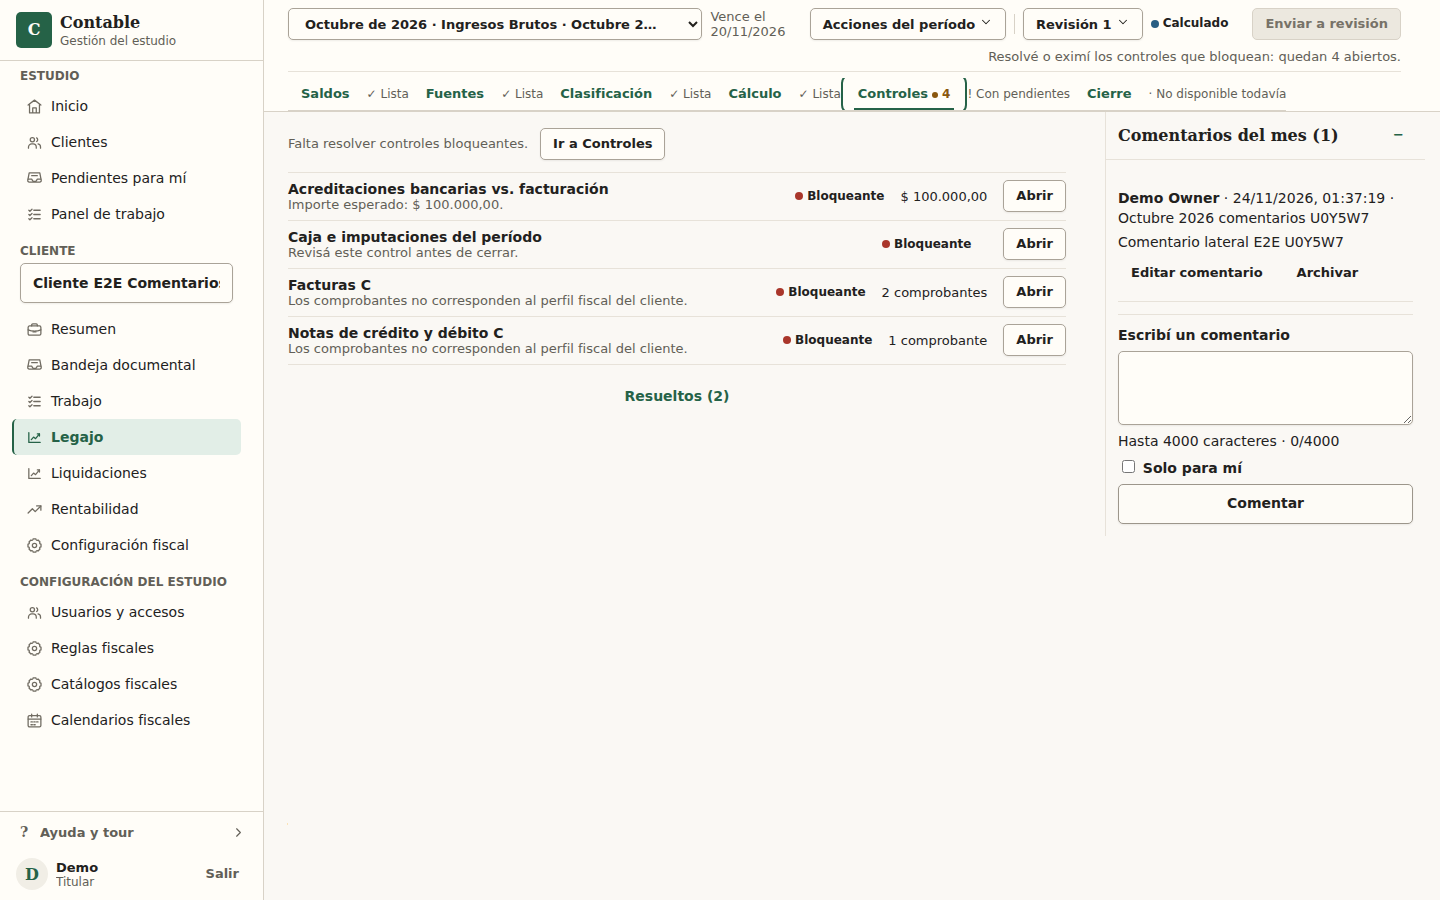 C
Contable
Gestión del estudio
ESTUDIO
Inicio
Clientes
Pendientes para mí
Panel de trabajo
CLIENTE
Cliente E2E Comentarios
Resumen
Bandeja documental
Trabajo
Legajo
Liquidaciones
Rentabilidad
Configuración fiscal
CONFIGURACIÓN DEL ESTUDIO
Usuarios y accesos
Reglas fiscales
Catálogos fiscales
Calendarios fiscales
? Ayuda y tour
D
Demo
Titular
Salir
Octubre de 2026 · Ingresos Brutos · Octubre 2…
Vence el
20/11/2026
Acciones del período
Revisión 1
Calculado
Enviar a revisión
Resolvé o eximí los controles que bloquean: quedan 4 abiertos.
Saldos ✓ Lista Fuentes ✓ Lista Clasificación ✓ Lista Cálculo ✓ Lista Controles 4 ! Con pendientes Cierre · No disponible todavía
Falta resolver controles bloqueantes. Ir a Controles
Acreditaciones bancarias vs. facturación
Importe esperado: $ 100.000,00.
Bloqueante $ 100.000,00 Abrir
Caja e imputaciones del período
Revisá este control antes de cerrar.
Bloqueante Abrir
Facturas C
Los comprobantes no corresponden al perfil fiscal del cliente.
Bloqueante 2 comprobantes Abrir
Notas de crédito y débito C
Los comprobantes no corresponden al perfil fiscal del cliente.
Bloqueante 1 comprobante Abrir
Resueltos (2)
Comentarios del mes (1) −
Demo Owner · 24/11/2026, 01:37:19 ·
Octubre 2026 comentarios U0Y5W7
Comentario lateral E2E U0Y5W7
Editar comentario Archivar
Escribí un comentario
Hasta 4000 caracteres · 0/4000
Solo para mí
Comentar